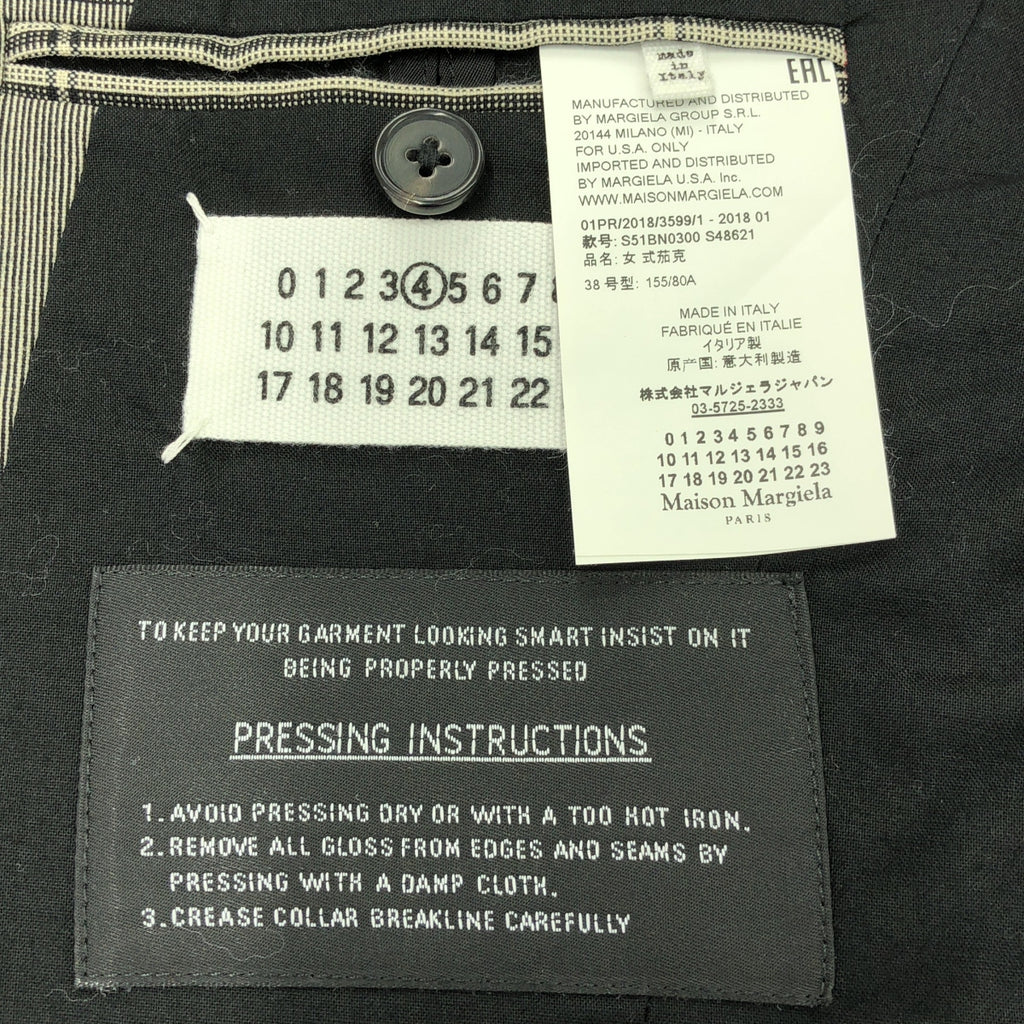 made
in
Italy
EAC
MANUFACTURED AND DISTRIBUTED
BY MARGIELA GROUP S.R.L.
20144 MILANO (MI) - ITALY
FOR U.S.A. ONLY
IMPORTED AND DISTRIBUTED
BY MARGIELA U.S.A. Inc.
WWW.MAISONMARGIELA.COM
01PR/2018/3599/1 - 2018 01
款号: S51BN0300 S48621
品名: 女 式茄克
38 号型: 155/80A
MADE IN ITALY
FABRIQUÉ EN ITALIE
イタリア製
原产国: 意大利製造
株式会社マルジェラジャパン
03-5725-2333
0 1 2 3 4 5 6 7 8 9
10 11 12 13 14 15 16
17 18 19 20 21 22 23
Maison Margiela
PARIS
0 1 2 3 4 5 6 7
10 11 12 13 14 15
17 18 19 20 21 22
TO KEEP YOUR GARMENT LOOKING SMART INSIST ON IT
BEING PROPERLY PRESSED
PRESSING INSTRUCTIONS
1. AVOID PRESSING DRY OR WITH A TOO HOT IRON.
2. REMOVE ALL GLOSS FROM EDGES AND SEAMS BY
PRESSING WITH A DAMP CLOTH.
3. CREASE COLLAR BREAKLINE CAREFULLY